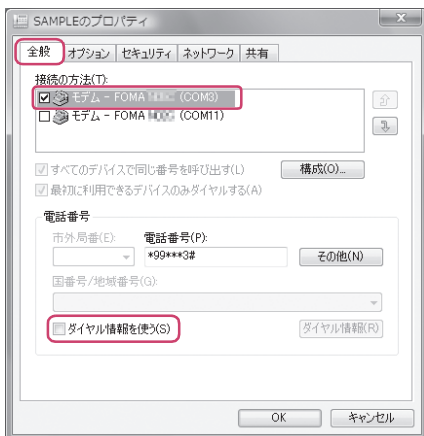 SAMPLEのプロパティ
全般 オプション セキュリティ ネットワーク 共有
接続の方法(T):
モデム - FOMA (COM3)
モデム - FOMA (COM11)
すべてのデバイスで同じ番号を呼び出す(L) 構成(O)...
最初に利用できるデバイスのみダイヤルする(A)
電話番号
市外局番(E): 電話番号(P):
*99***3# その他(N)
国番号/地域番号(G):
ダイヤル情報を使う(S) ダイヤル情報(R)
OK キャンセル